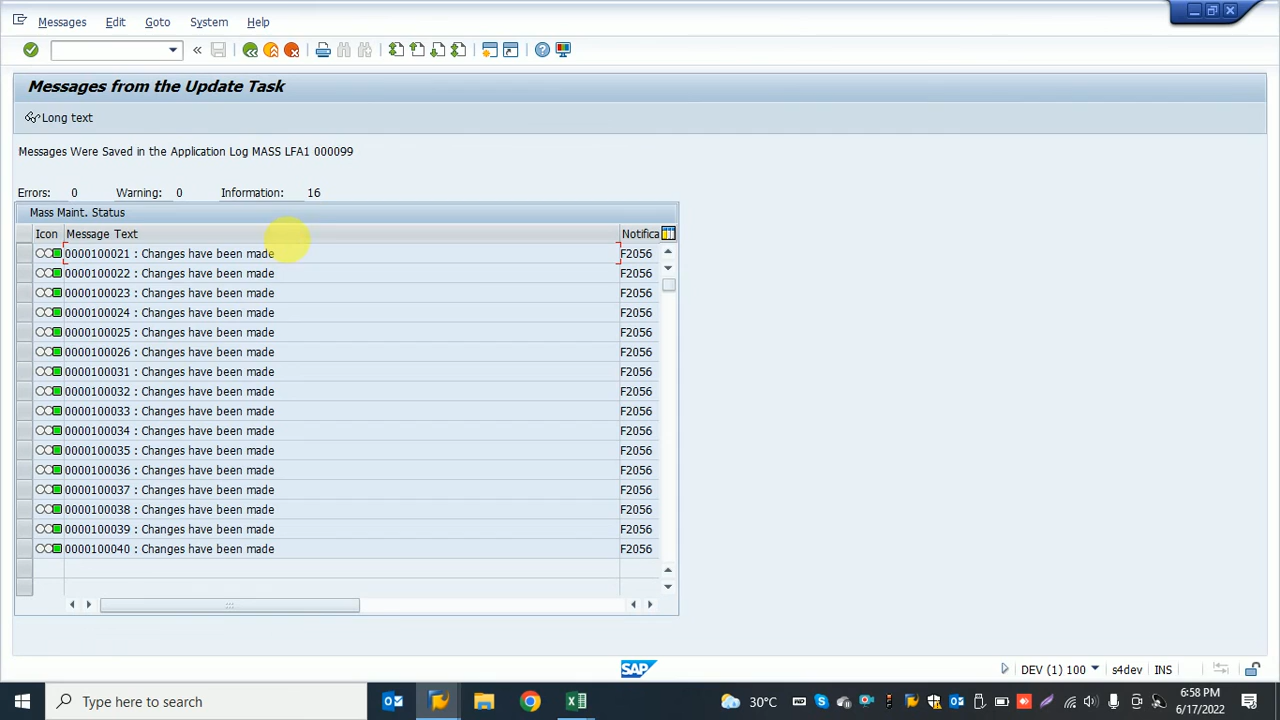 Messages Edit Goto System Help
Messages from the Update Task
Long text
Messages Were Saved in the Application Log MASS LFA1 000099
Errors: 0 Warning: 0 Information: 16
Mass Maint. Status
Icon Message Text Notifica
0000100021 : Changes have been made F2056
0000100022 : Changes have been made F2056
0000100023 : Changes have been made F2056
0000100024 : Changes have been made F2056
0000100025 : Changes have been made F2056
0000100026 : Changes have been made F2056
0000100031 : Changes have been made F2056
0000100032 : Changes have been made F2056
0000100033 : Changes have been made F2056
0000100034 : Changes have been made F2056
0000100035 : Changes have been made F2056
0000100036 : Changes have been made F2056
0000100037 : Changes have been made F2056
0000100038 : Changes have been made F2056
0000100039 : Changes have been made F2056
0000100040 : Changes have been made F2056
SAP DEV (1) 100 s4dev INS
Type here to search 30°C 6:58 PM
6/17/2022